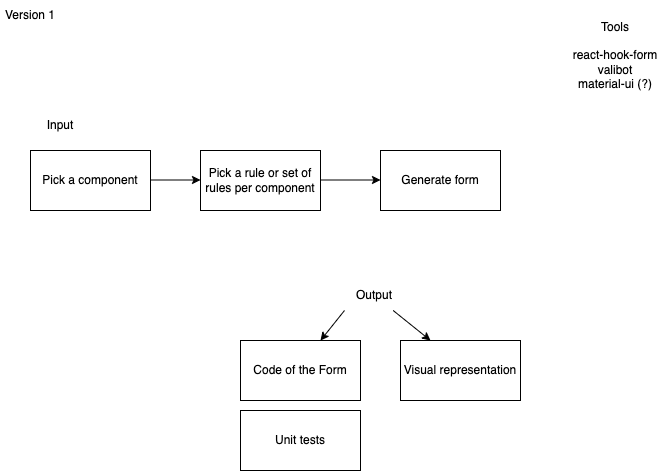 Version 1
Tools
react-hook-form
valibot
material-ui (?)
Input
Pick a component
Pick a rule or set of
rules per component
Generate form
Output
Code of the Form
Visual representation
Unit tests